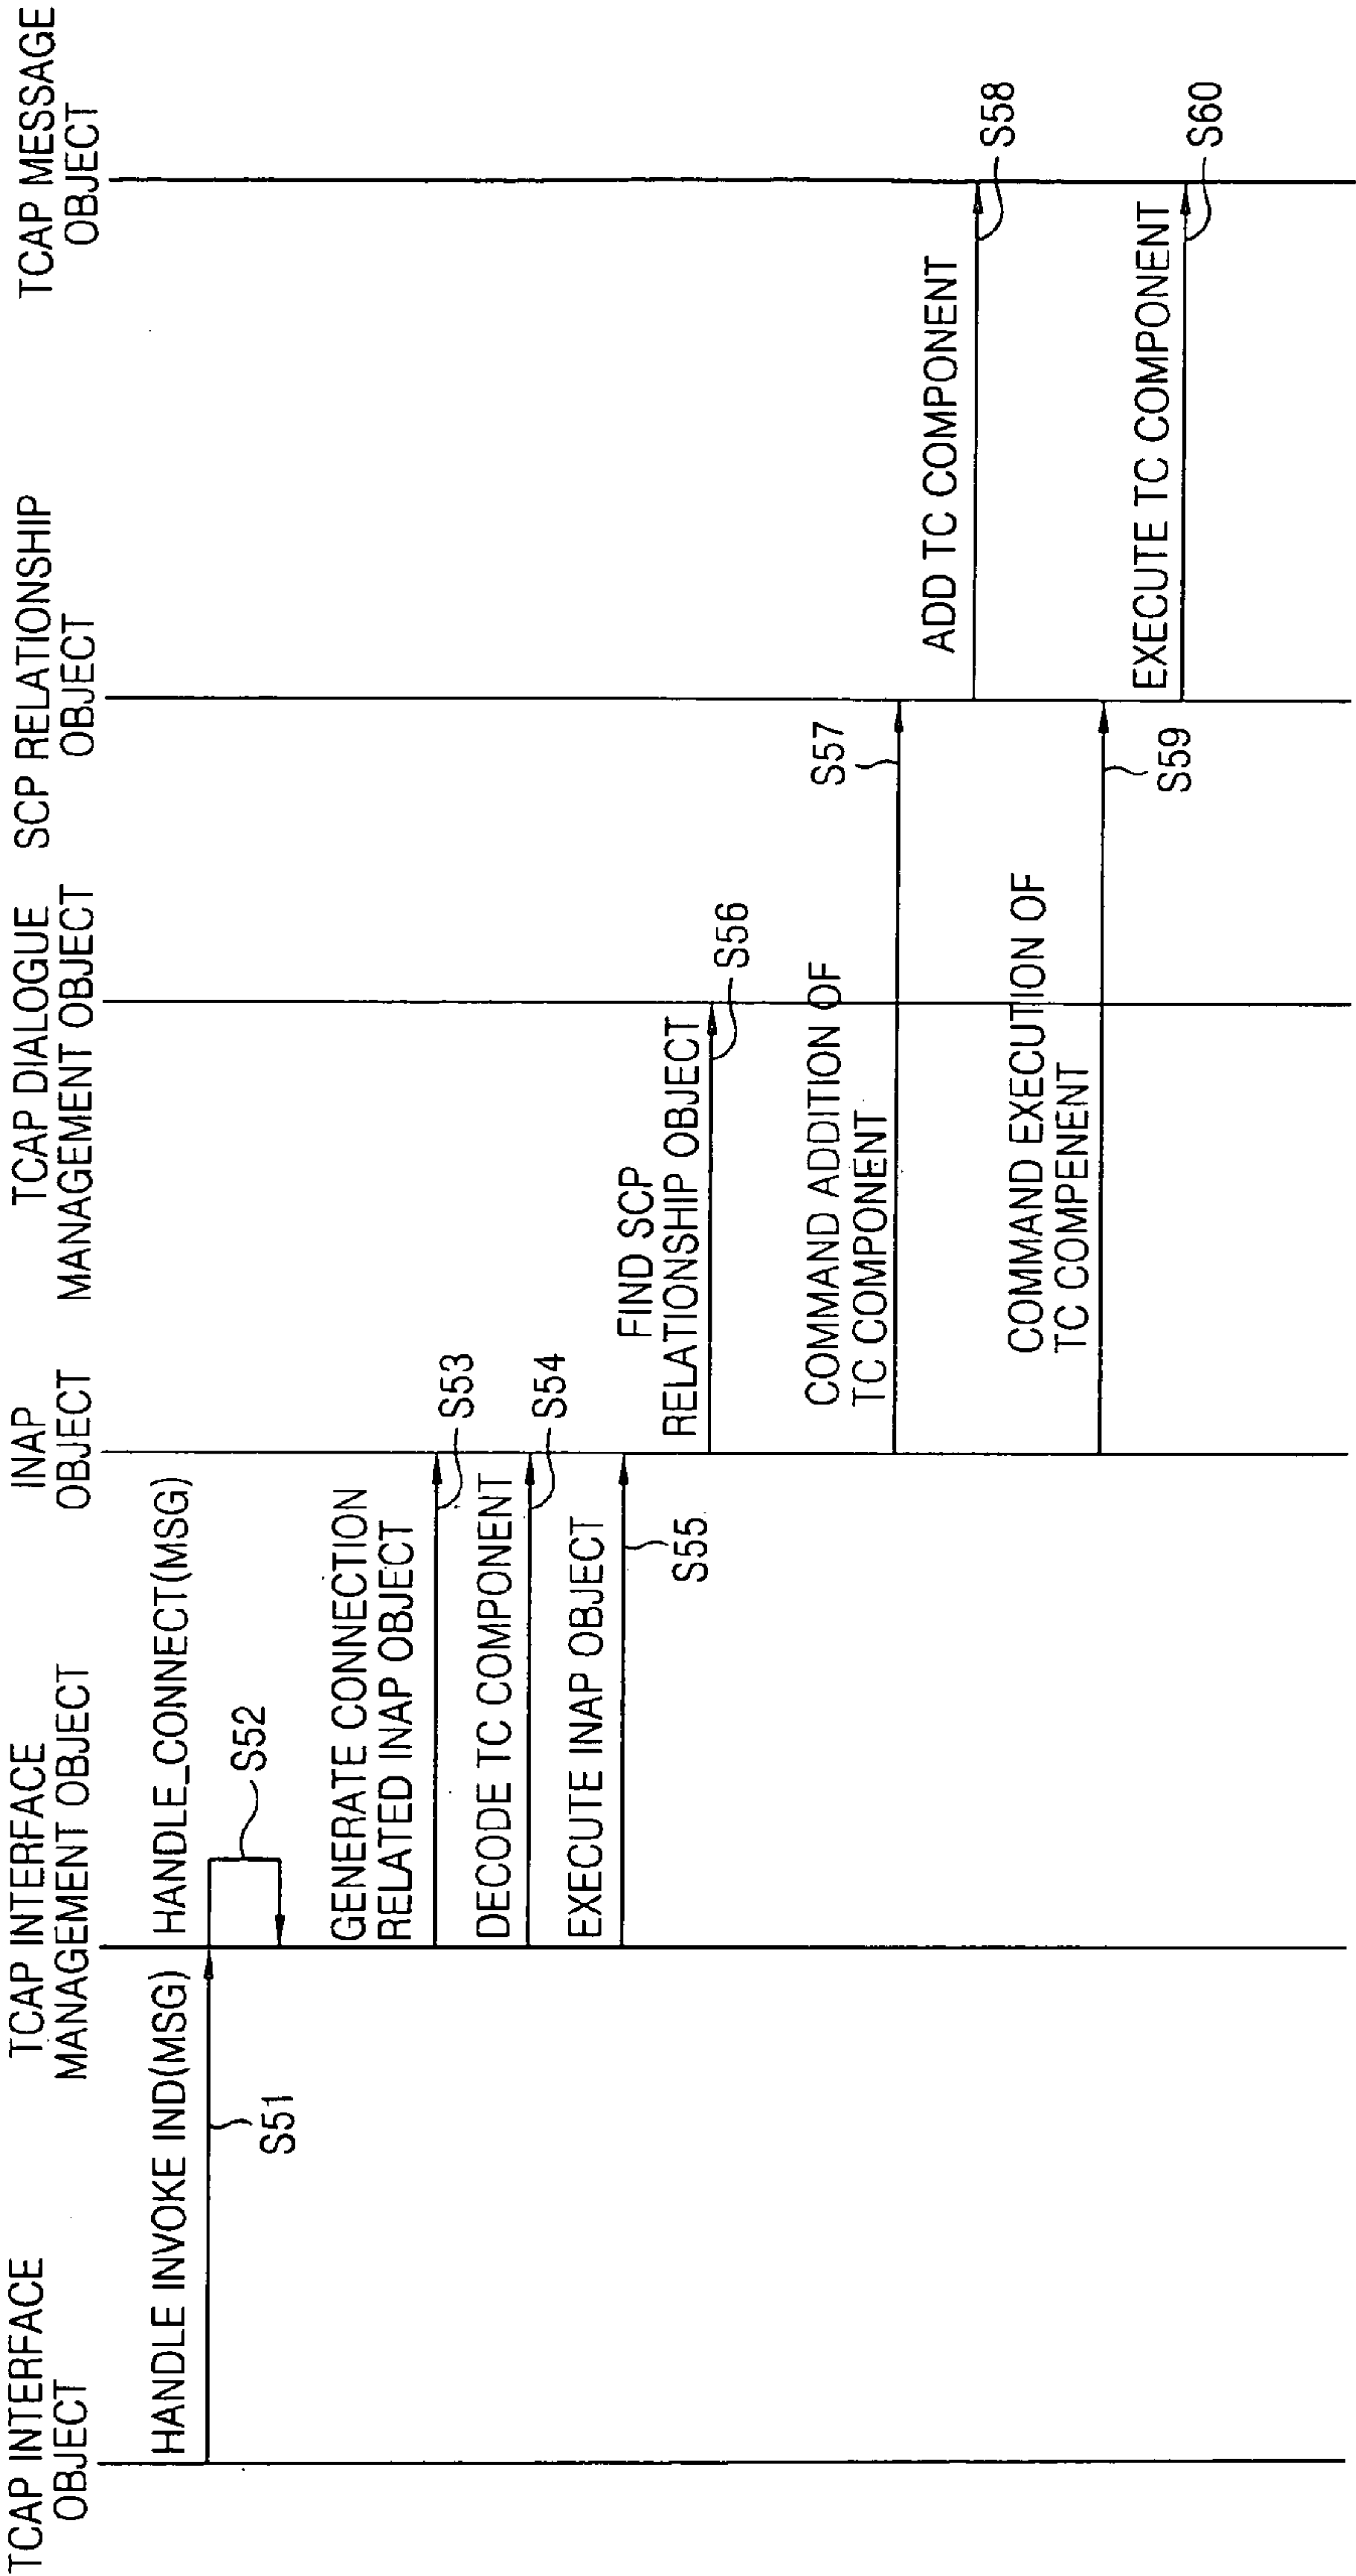 TCAP INTERFACE
OBJECT
TCAP INTERFACE
MANAGEMENT OBJECT
INAP
OBJECT
TCAP DIALOGUE
MANAGEMENT OBJECT
SCP RELATIONSHIP
OBJECT
TCAP MESSAGE
OBJECT
HANDLE INVOKE IND(MSG)
S51
HANDLE_CONNECT(MSG)
S52
GENERATE CONNECTION
RELATED INAP OBJECT
S53
DECODE TC COMPONENT
S54
EXECUTE INAP OBJECT
S55
FIND SCP
RELATIONSHIP OBJECT
S56
COMMAND ADDITION OF
TC COMPONENT
S57
ADD TC COMPONENT
S58
COMMAND EXECUTION OF
TC COMPENENT
S59
EXECUTE TC COMPONENT
S60